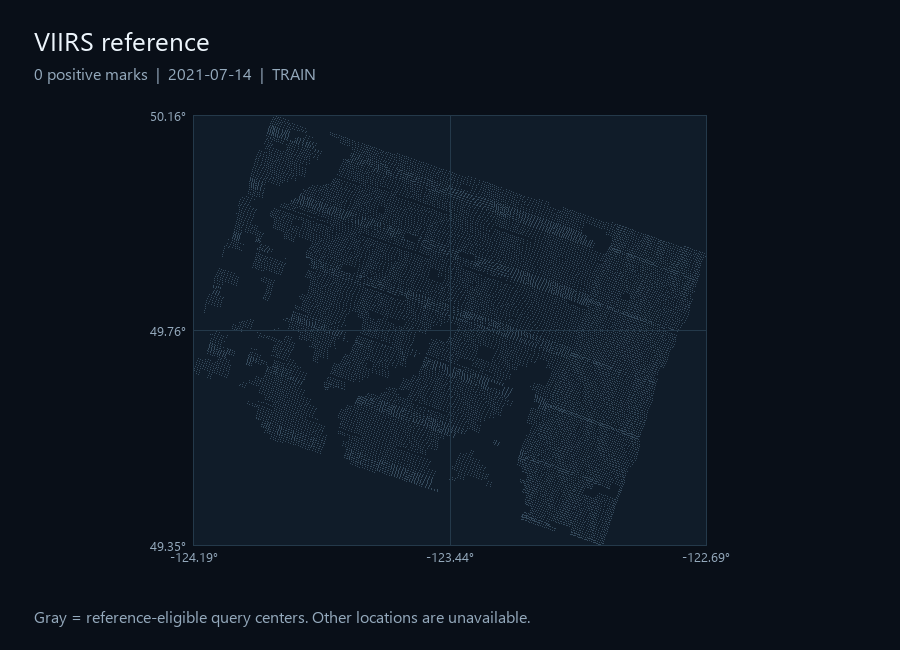 VIIRS reference
0 positive marks | 2021-07-14 | TRAIN
50.16°
49.76°
49.35°
-124.19°
-123.44°
-122.69°
Gray = reference-eligible query centers. Other locations are unavailable.